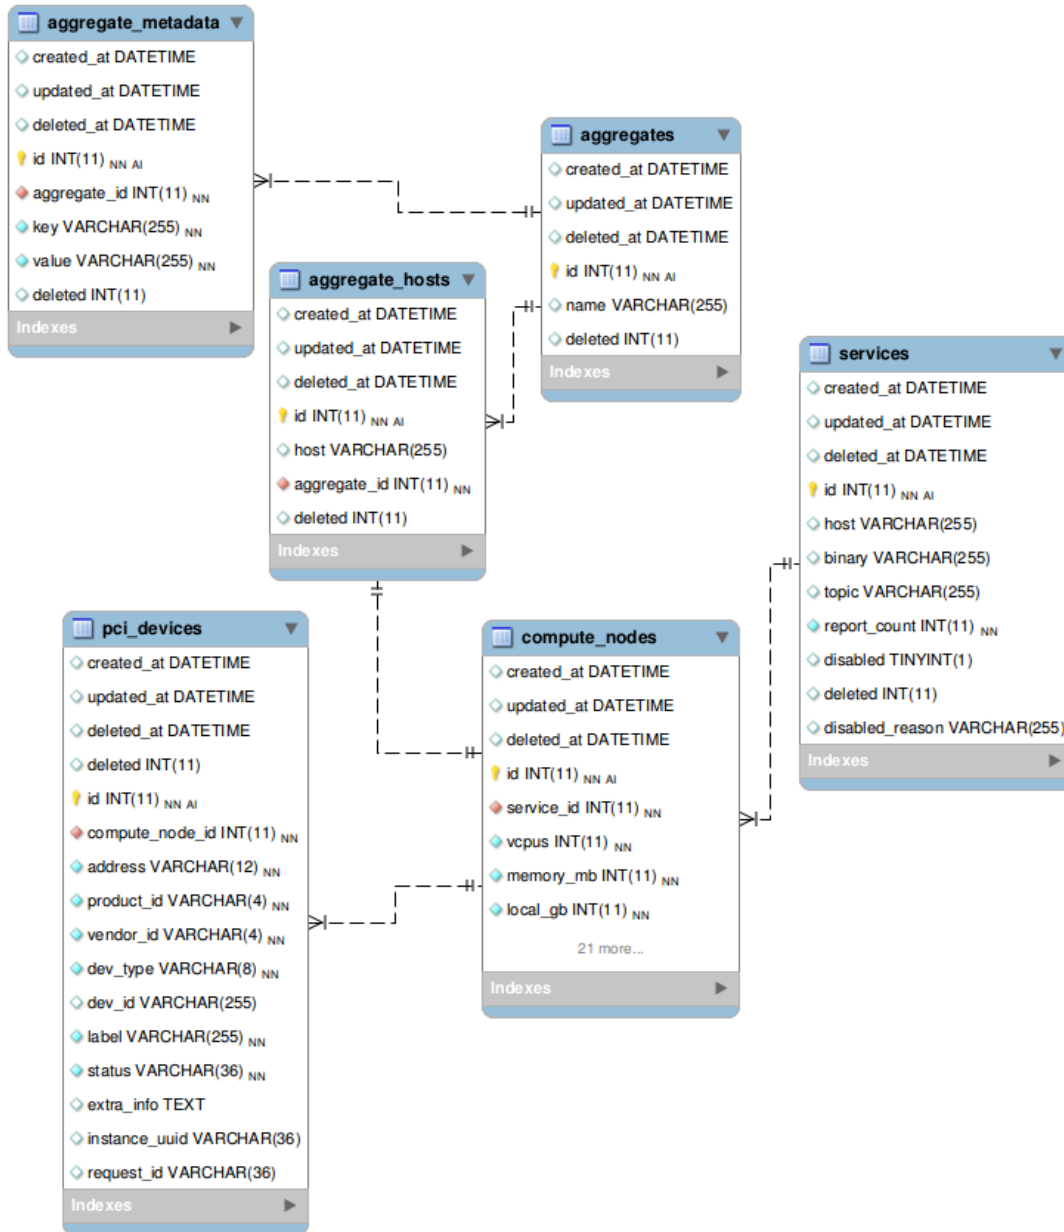 aggregate_metadata
created_at DATETIME
updated_at DATETIME
deleted_at DATETIME
id INT(11) NN AI
aggregate_id INT(11) NN
key VARCHAR(255) NN
value VARCHAR(255) NN
deleted INT(11)
Indexes
aggregates
created_at DATETIME
updated_at DATETIME
deleted_at DATETIME
id INT(11) NN AI
name VARCHAR(255)
deleted INT(11)
Indexes
aggregate_hosts
created_at DATETIME
updated_at DATETIME
deleted_at DATETIME
id INT(11) NN AI
host VARCHAR(255)
aggregate_id INT(11) NN
deleted INT(11)
Indexes
services
created_at DATETIME
updated_at DATETIME
deleted_at DATETIME
id INT(11) NN AI
host VARCHAR(255)
binary VARCHAR(255)
topic VARCHAR(255)
report_count INT(11) NN
disabled TINYINT(1)
deleted INT(11)
disabled_reason VARCHAR(255)
Indexes
pci_devices
created_at DATETIME
updated_at DATETIME
deleted_at DATETIME
deleted INT(11)
id INT(11) NN AI
compute_node_id INT(11) NN
address VARCHAR(12) NN
product_id VARCHAR(4) NN
vendor_id VARCHAR(4) NN
dev_type VARCHAR(8) NN
dev_id VARCHAR(255)
label VARCHAR(255) NN
status VARCHAR(36) NN
extra_info TEXT
instance_uuid VARCHAR(36)
request_id VARCHAR(36)
Indexes
compute_nodes
created_at DATETIME
updated_at DATETIME
deleted_at DATETIME
id INT(11) NN AI
service_id INT(11) NN
vcpus INT(11) NN
memory_mb INT(11) NN
local_gb INT(11) NN
21 more...
Indexes